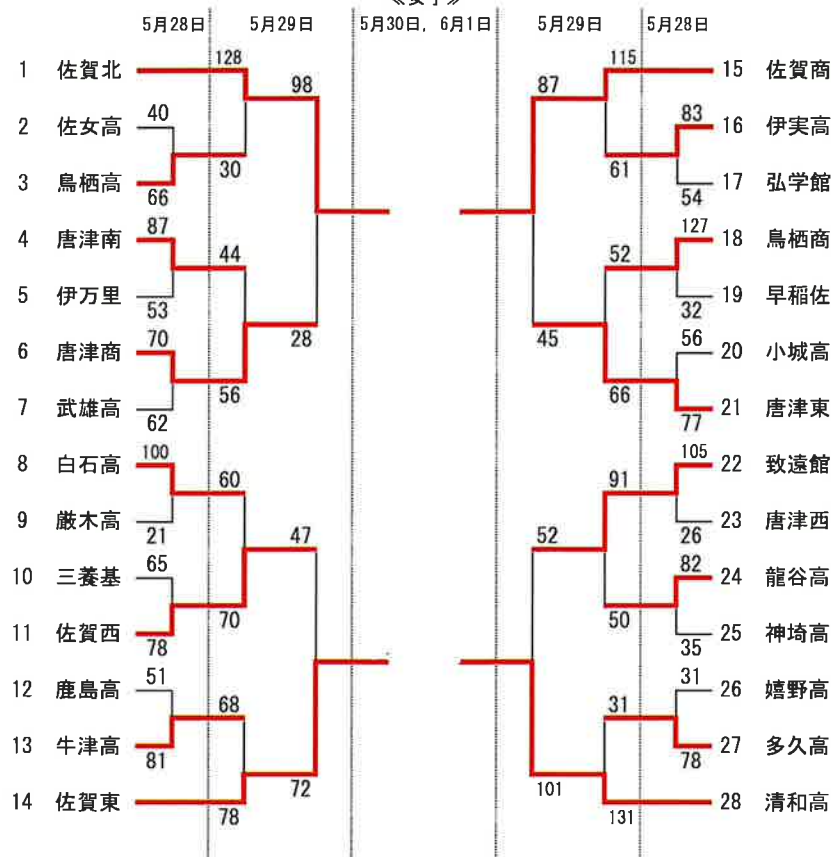 ≪女子≫
5月28日 5月29日 5月30日, 6月1日 5月29日 5月28日
128 115
1 佐賀北 15 佐賀商
98 87
40 83
2 佐女高 16 伊実高
30 61
3 鳥栖高 17 弘学館
66 54
87 44 52 127
4 唐津南 18 鳥栖商
5 伊万里 19 早稲佐
53 32
70 28 45 56
6 唐津商 20 小城高
56 66
7 武雄高 21 唐津東
62 77
100 60 91 105
8 白石高 22 致遠館
9 厳木高 23 唐津西
21 47 52 26
65 82
10 三養基 24 龍谷高
70 50
11 佐賀西 25 神埼高
78 35
51 68 31 31
12 鹿島高 26 嬉野高
13 牛津高 27 多久高
81 78
72 101
14 佐賀東 28 清和高
78 131